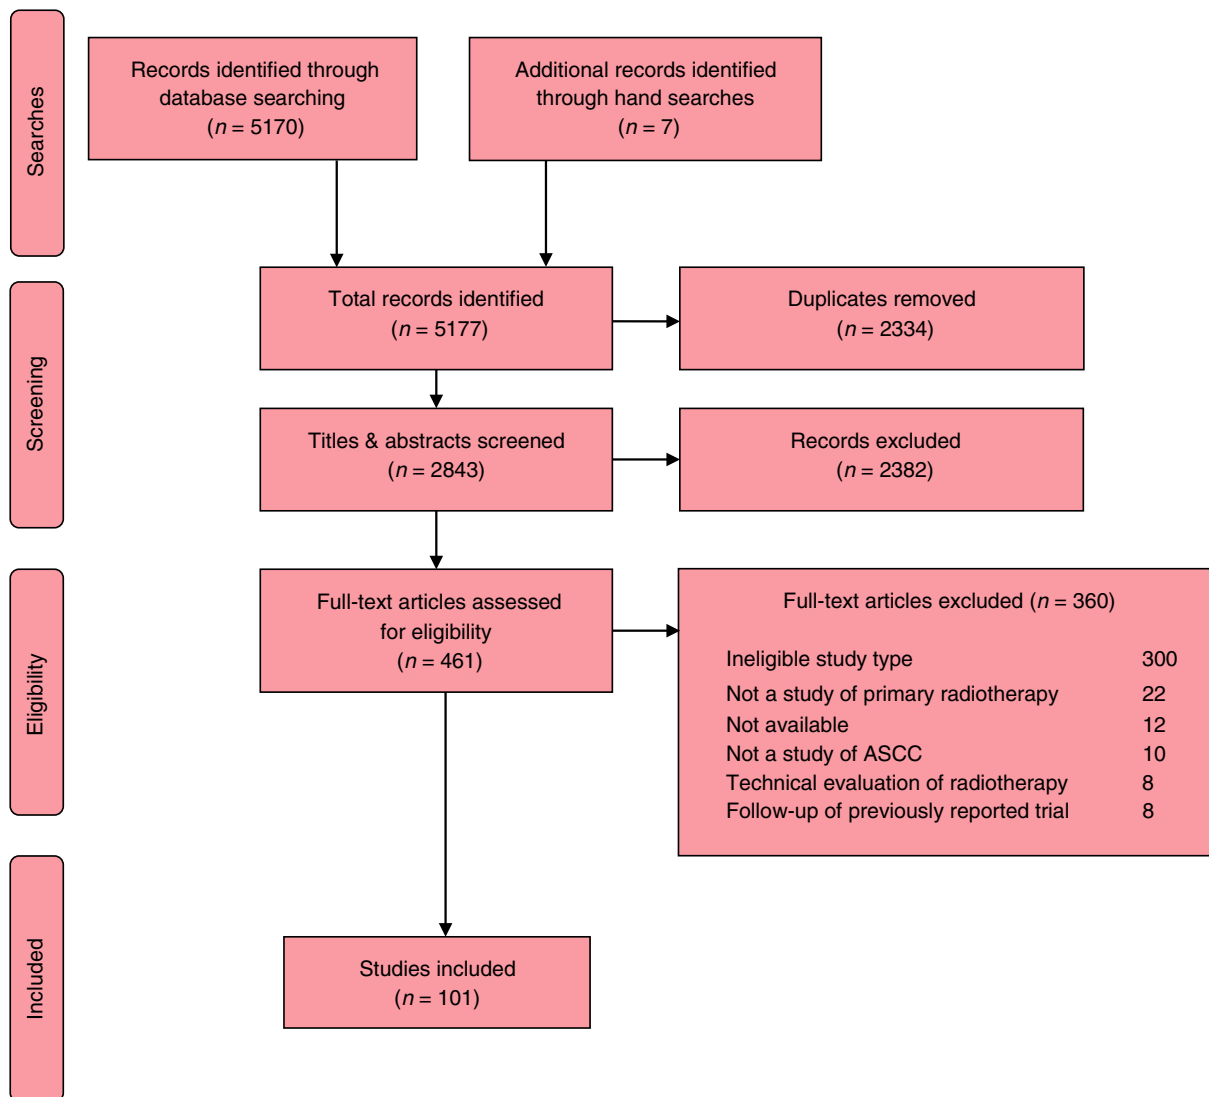 Searches
Records identified through
database searching
(n = 5170)
Additional records identified
through hand searches
(n = 7)
Screening
Total records identified
(n = 5177)
Duplicates removed
(n = 2334)
Titles & abstracts screened
(n = 2843)
Records excluded
(n = 2382)
Eligibility
Full-text articles assessed
for eligibility
(n = 461)
Full-text articles excluded (n = 360)
Ineligible study type 300
Not a study of primary radiotherapy 22
Not available 12
Not a study of ASCC 10
Technical evaluation of radiotherapy 8
Follow-up of previously reported trial 8
Included
Studies included
(n = 101)